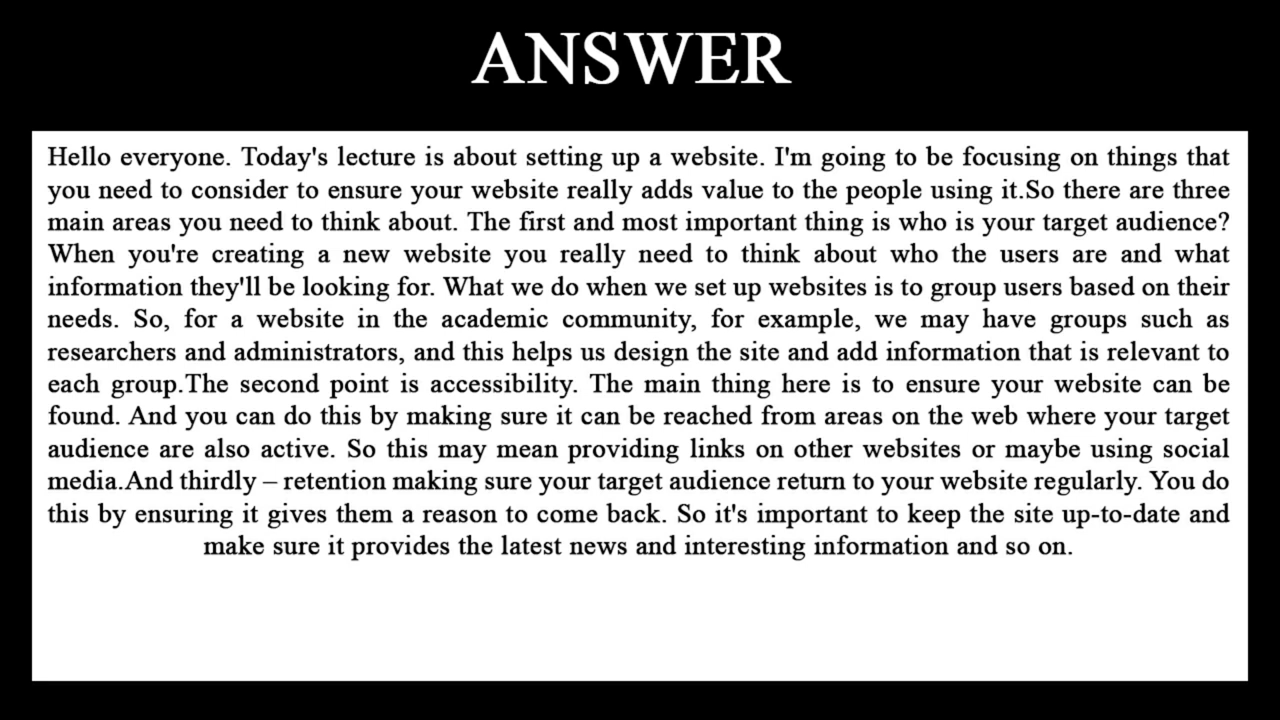 ANSWER
Hello everyone. Today's lecture is about setting up a website. I'm going to be focusing on things that
you need to consider to ensure your website really adds value to the people using it.So there are three
main areas you need to think about. The first and most important thing is who is your target audience?
When you're creating a new website you really need to think about who the users are and what
information they'll be looking for. What we do when we set up websites is to group users based on their
needs. So, for a website in the academic community, for example, we may have groups such as
researchers and administrators, and this helps us design the site and add information that is relevant to
each group.The second point is accessibility. The main thing here is to ensure your website can be
found. And you can do this by making sure it can be reached from areas on the web where your target
audience are also active. So this may mean providing links on other websites or maybe using social
media.And thirdly – retention making sure your target audience return to your website regularly. You do
this by ensuring it gives them a reason to come back. So it's important to keep the site up-to-date and
make sure it provides the latest news and interesting information and so on.